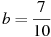 b = 7/10